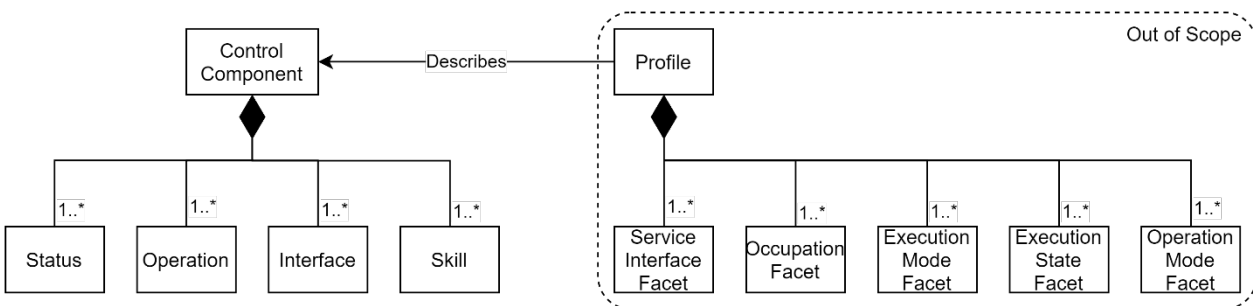 Out of Scope
Control
Component
Describes
Profile
1..*
1..*
1..*
1..*
1..*
1..*
1..*
1..*
1..*
Status
Operation
Interface
Skill
Service
Interface
Facet
Occupation
Facet
Execution
Mode
Facet
Execution
State
Facet
Operation
Mode
Facet